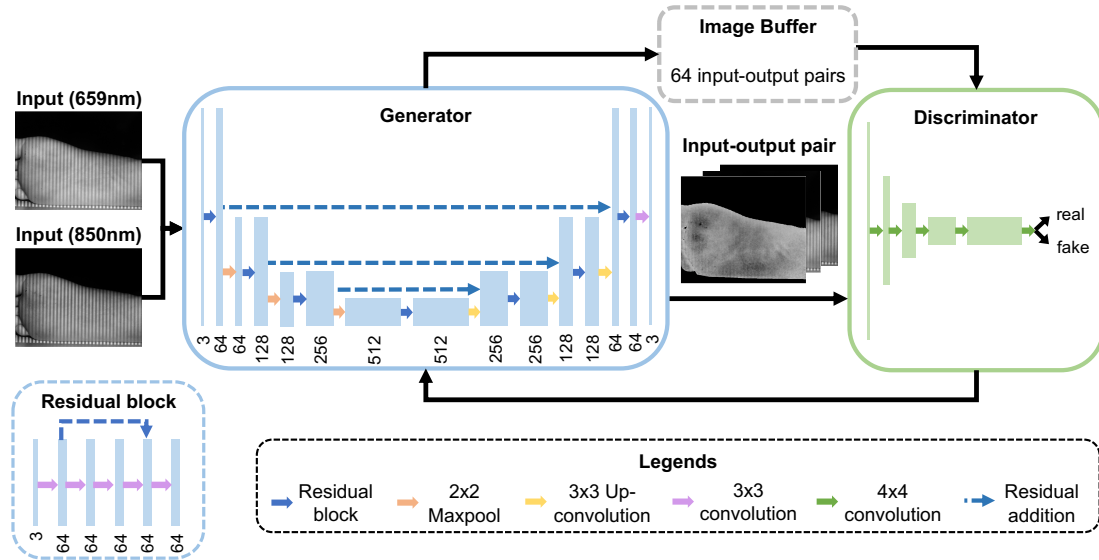 Image Buffer
64 input-output pairs
Input (659nm)
Generator
Discriminator
Input-output pair
real
fake
Input (850nm)
3
64
64
128
128
256
512
512
256
256
128
128
64
64
3
Residual block
3
64
64
64
64
64
Legends
Residual
block
2x2
Maxpool
3x3 Up-
convolution
3x3
convolution
4x4
convolution
Residual
addition